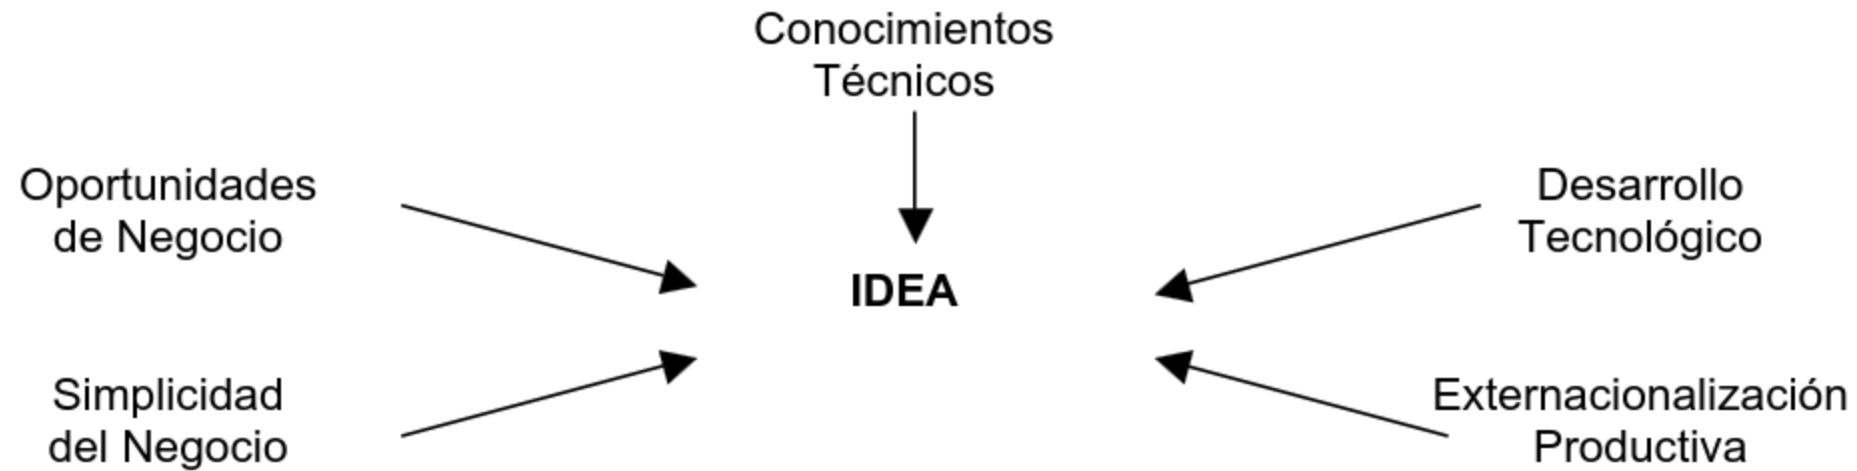 Conocimientos
Técnicos
Oportunidades
de Negocio
Desarrollo
Tecnológico
IDEA
Simplicidad
del Negocio
Externacionalización
Productiva